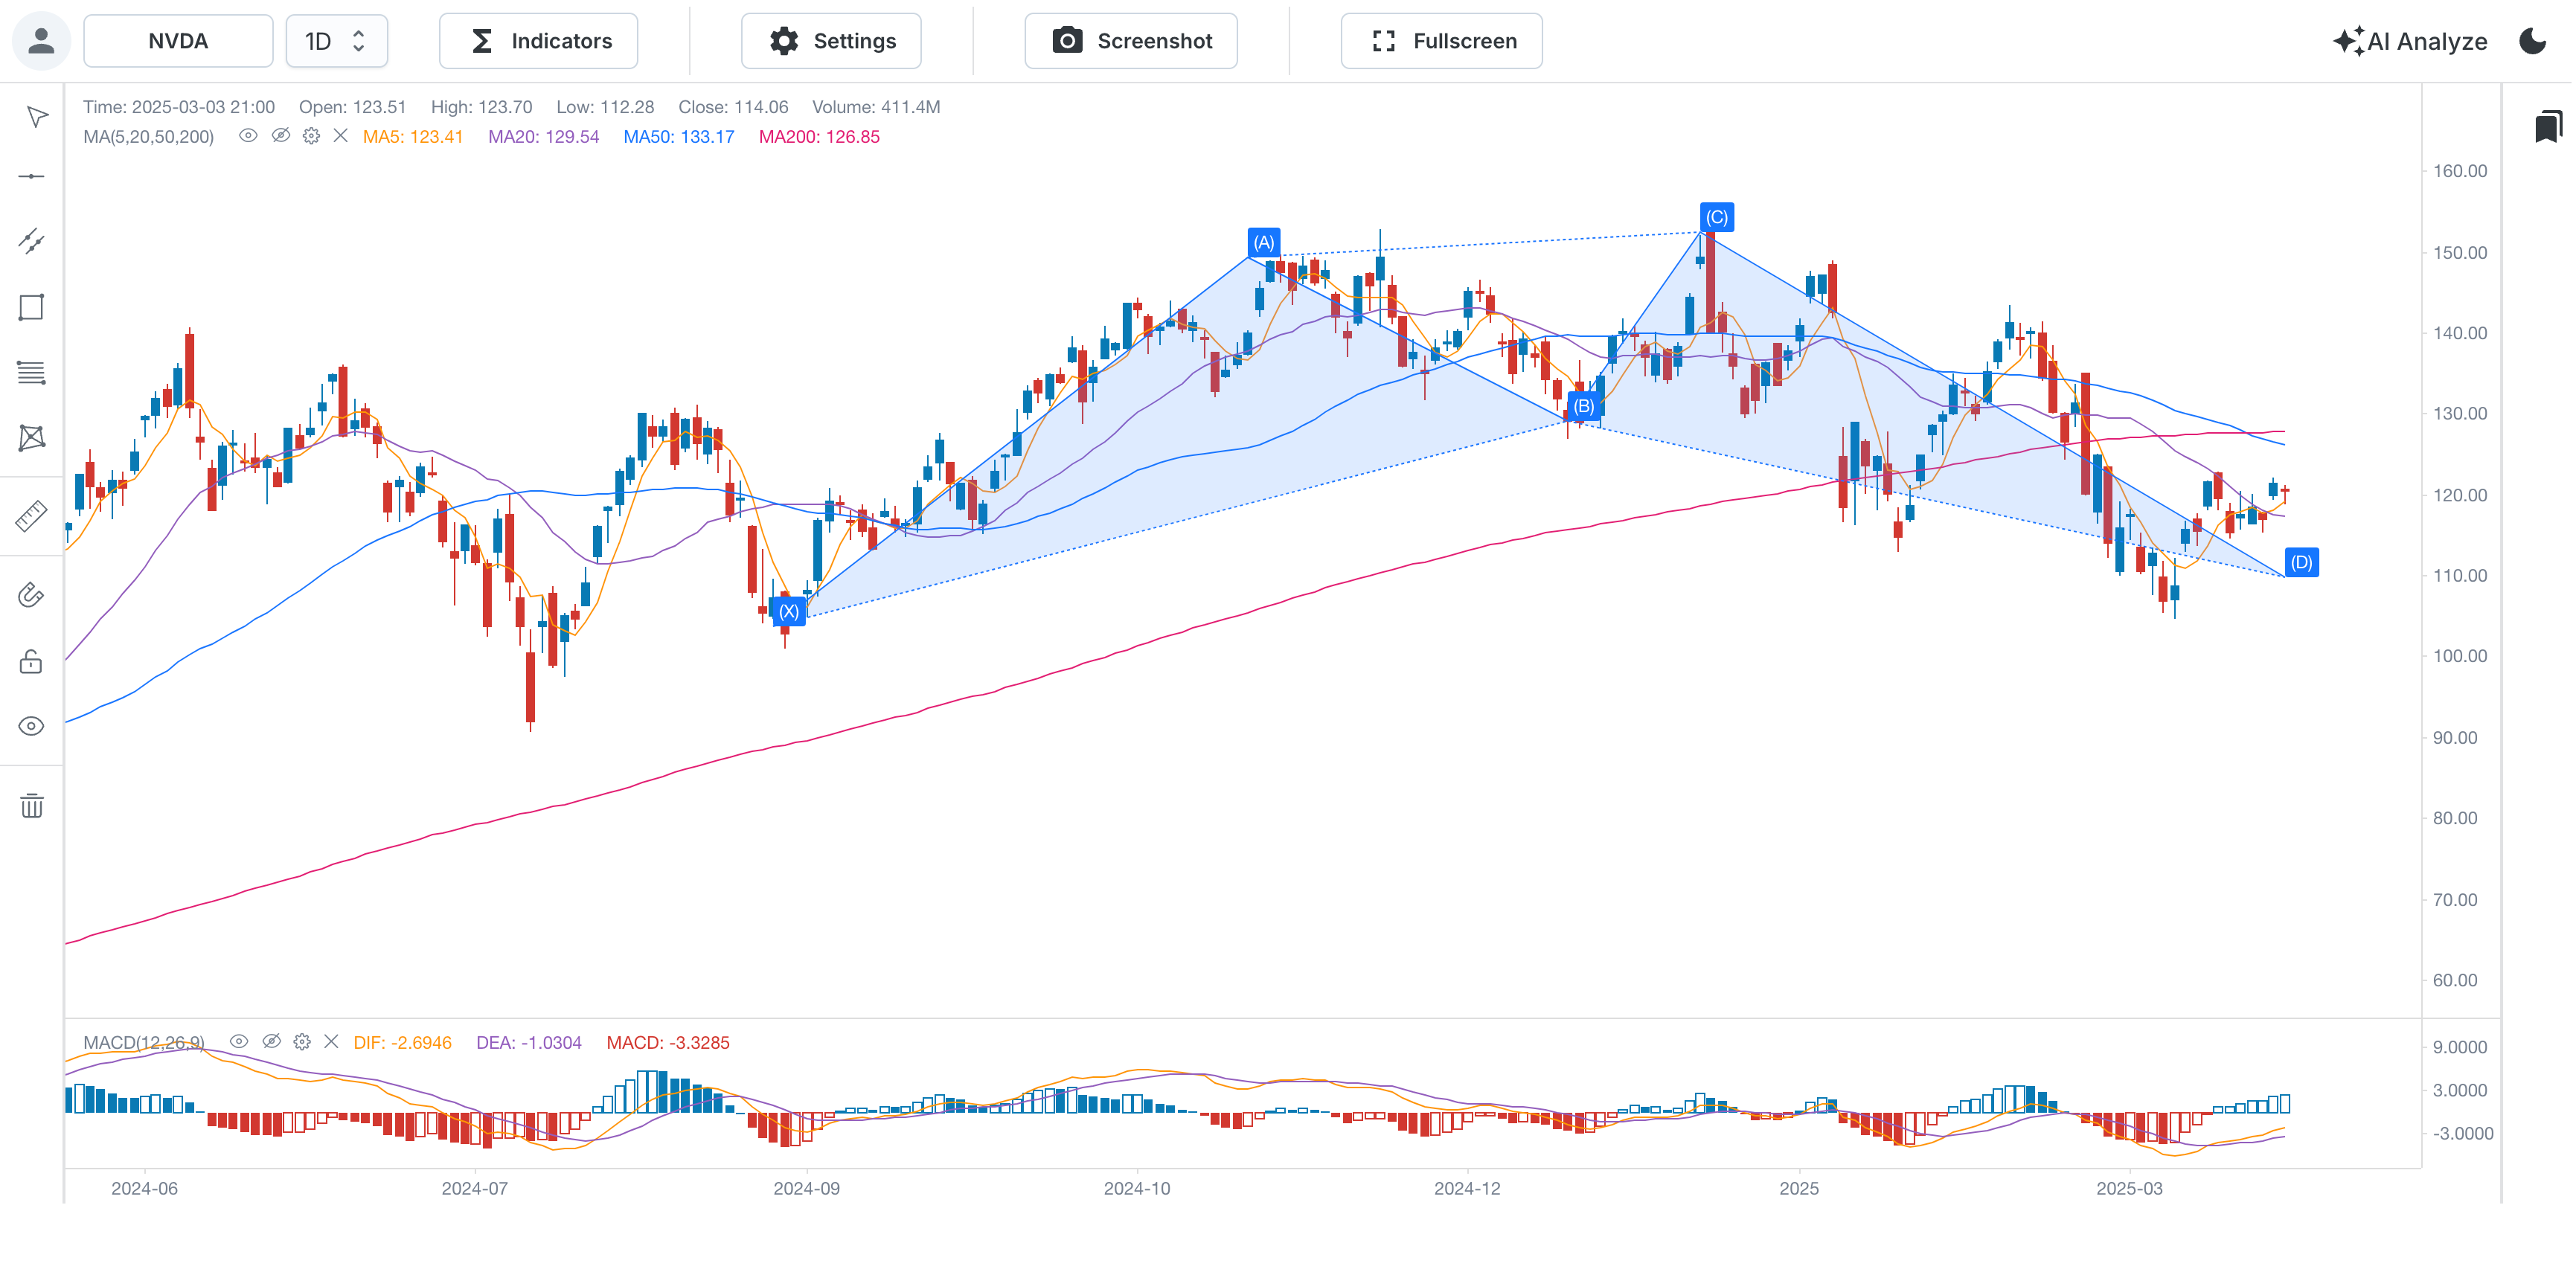 NVDA 1D Indicators Settings Screenshot Fullscreen AI Analyze
Time: 2025-03-03 21:00 Open: 123.51 High: 123.70 Low: 112.28 Close: 114.06 Volume: 411.4M
MA(5,20,50,200) MA5: 123.41 MA20: 129.54 MA50: 133.17 MA200: 126.85
160.00
(C)
(A)
150.00
140.00
(B)
130.00
120.00
(D)
110.00
(X)
100.00
90.00
80.00
70.00
60.00
MACD(12,26,9) DIF: -2.6946 DEA: -1.0304 MACD: -3.3285
9.0000
3.0000
-3.0000
2024-06 2024-07 2024-09 2024-10 2024-12 2025 2025-03